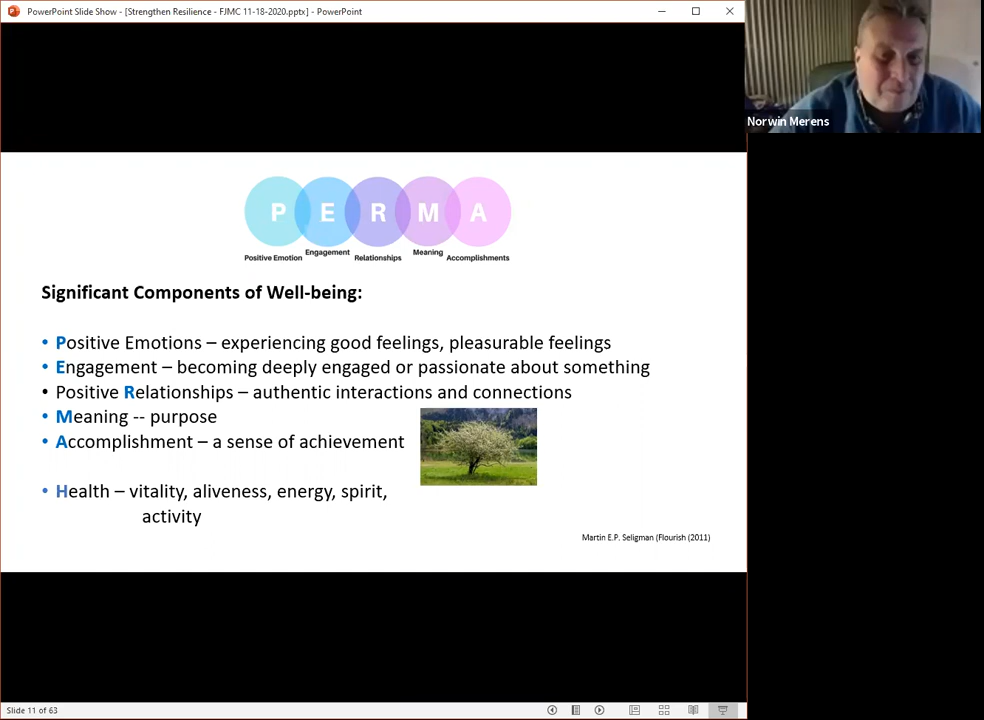 PowerPoint Slide Show - [Strengthen Resilience - FJMC 11-18-2020.pptx] - PowerPoint
Norwin Merens
P E R M A
Positive Emotion Engagement Relationships Meaning Accomplishments
Significant Components of Well-being:
• Positive Emotions – experiencing good feelings, pleasurable feelings
• Engagement – becoming deeply engaged or passionate about something
• Positive Relationships – authentic interactions and connections
• Meaning -- purpose
• Accomplishment – a sense of achievement
• Health – vitality, aliveness, energy, spirit,
activity
Martin E.P. Seligman (Flourish (2011)
Slide 11 of 63